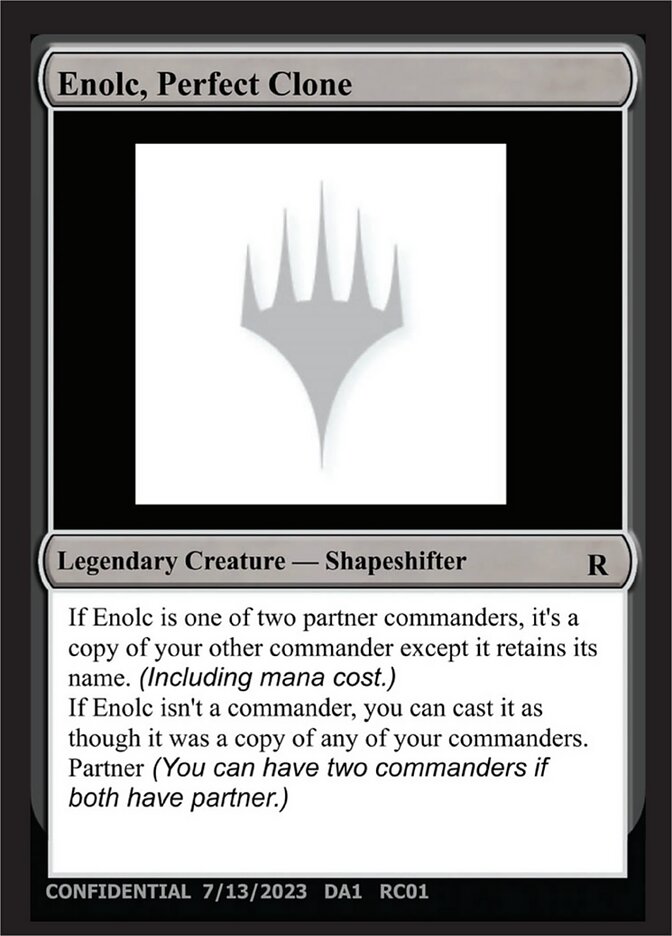 Enolc, Perfect Clone
Legendary Creature — Shapeshifter R
If Enolc is one of two partner commanders, it's a
copy of your other commander except it retains its
name. (Including mana cost.)
If Enolc isn't a commander, you can cast it as
though it was a copy of any of your commanders.
Partner (You can have two commanders if
both have partner.)
CONFIDENTIAL 7/13/2023 DA1 RC01